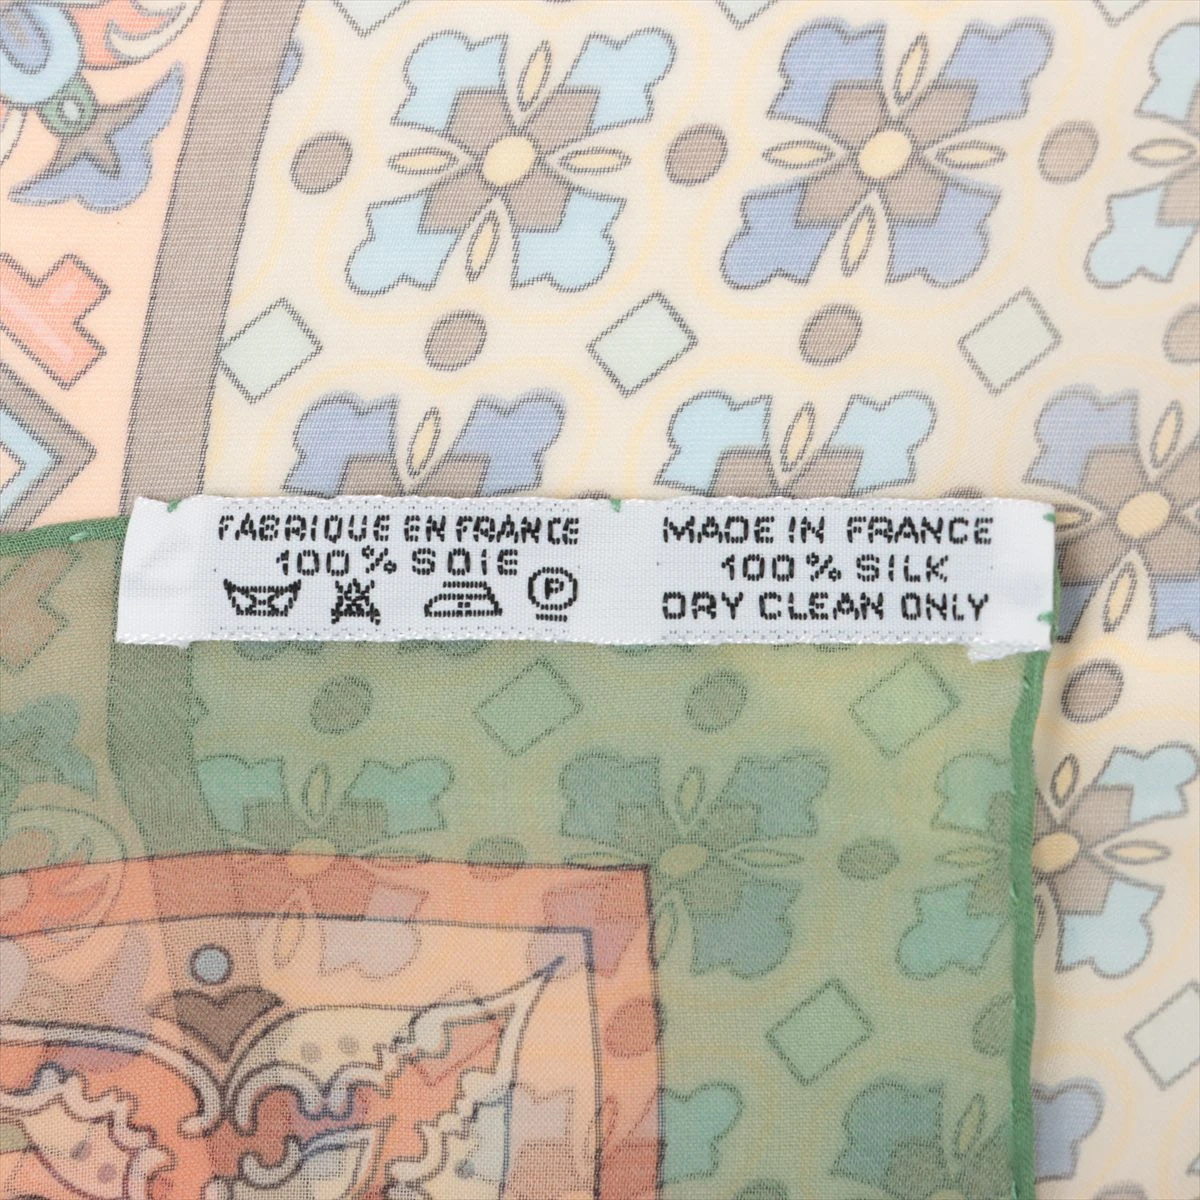 FABRIQUE EN FRANCE
100% SOIE
P
MADE IN FRANCE
100% SILK
DRY CLEAN ONLY